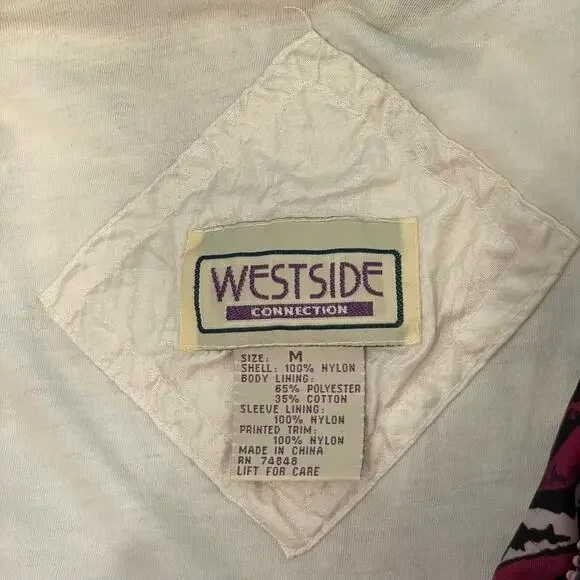 WESTSIDE
CONNECTION
SIZE: M
SHELL: 100% NYLON
BODY LINING:
65% POLYESTER
35% COTTON
SLEEVE LINING:
100% NYLON
PRINTED TRIM:
100% NYLON
MADE IN CHINA
RN 74848
LIFT FOR CARE